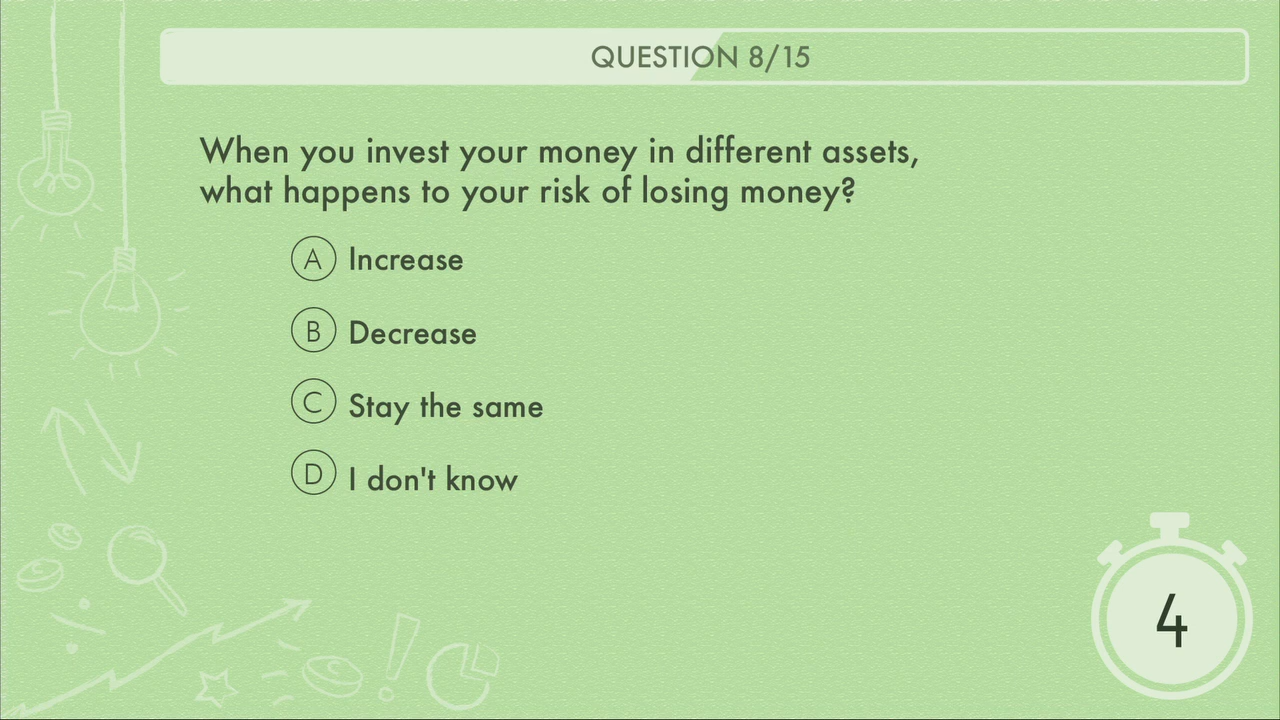 QUESTION 8/15
When you invest your money in different assets,
what happens to your risk of losing money?
A Increase
B Decrease
C Stay the same
D I don't know
4